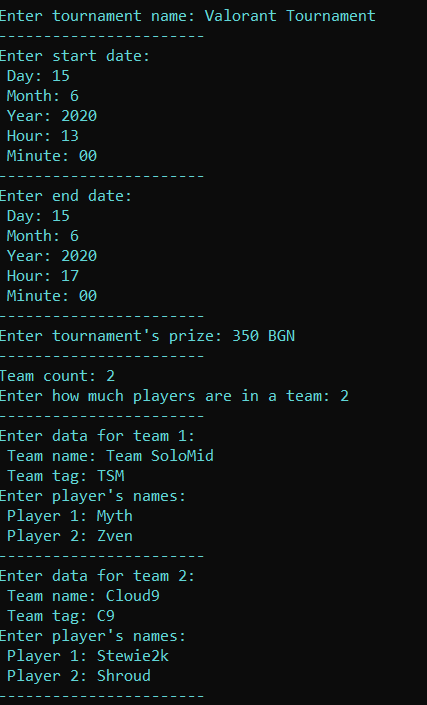 Enter tournament name: Valorant Tournament
-----------------------
Enter start date:
 Day: 15
 Month: 6
 Year: 2020
 Hour: 13
 Minute: 00
-----------------------
Enter end date:
 Day: 15
 Month: 6
 Year: 2020
 Hour: 17
 Minute: 00
-----------------------
Enter tournament's prize: 350 BGN
-----------------------
Team count: 2
Enter how much players are in a team: 2
-----------------------
Enter data for team 1:
 Team name: Team SoloMid
 Team tag: TSM
Enter player's names:
 Player 1: Myth
 Player 2: Zven
-----------------------
Enter data for team 2:
 Team name: Cloud9
 Team tag: C9
Enter player's names:
 Player 1: Stewie2k
 Player 2: Shroud
-----------------------